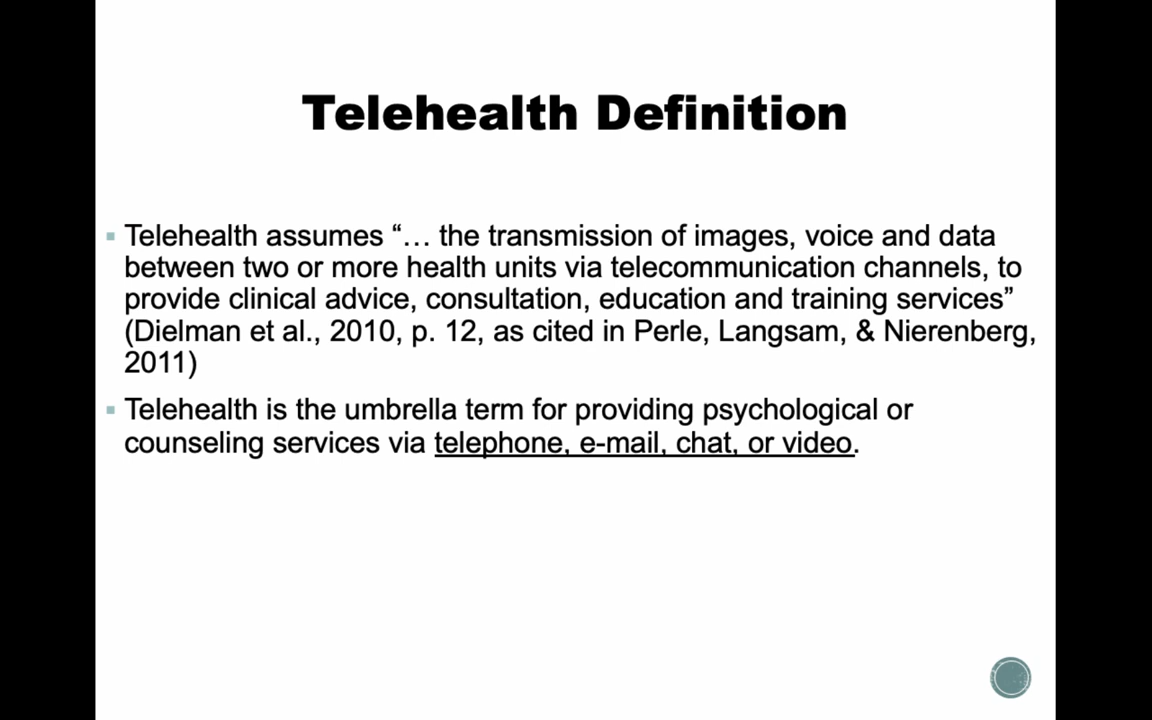 Telehealth Definition
Telehealth assumes “… the transmission of images, voice and data
between two or more health units via telecommunication channels, to
provide clinical advice, consultation, education and training services”
(Dielman et al., 2010, p. 12, as cited in Perle, Langsam, & Nierenberg,
2011)
Telehealth is the umbrella term for providing psychological or
counseling services via telephone, e-mail, chat, or video.